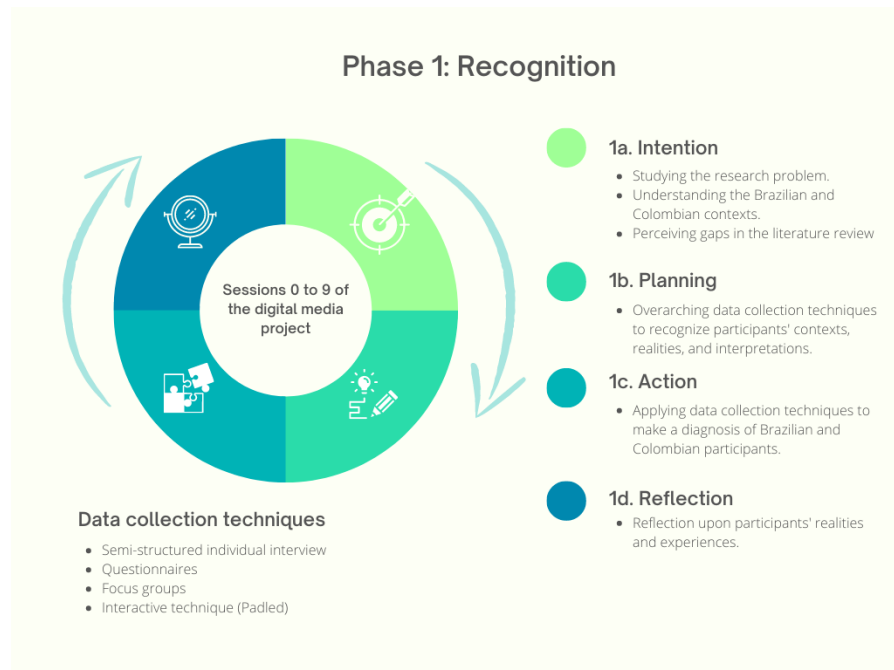 Phase 1: Recognition
Sessions 0 to 9 of
the digital media
project
1a. Intention
Studying the research problem.
Understanding the Brazilian and
Colombian contexts.
Perceiving gaps in the literature review
1b. Planning
Overarching data collection techniques
to recognize participants' contexts,
realities, and interpretations.
1c. Action
Applying data collection techniques to
make a diagnosis of Brazilian and
Colombian participants.
1d. Reflection
Reflection upon participants' realities
and experiences.
Data collection techniques
Semi-structured individual interview
Questionnaires
Focus groups
Interactive technique (Padled)